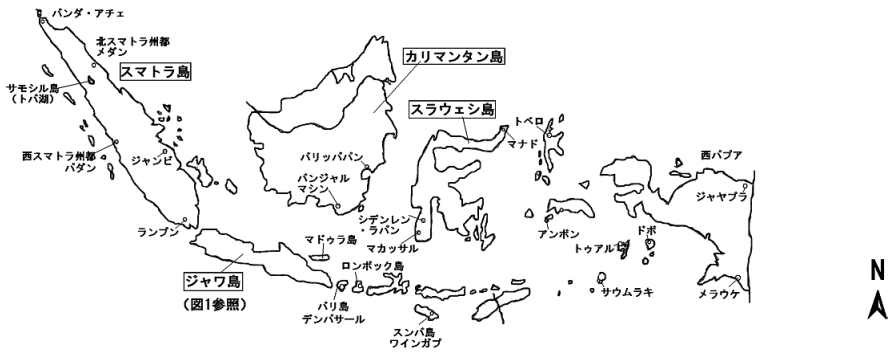 バンダ・アチェ
北スマトラ州都
メダン
スマトラ島
サモシル島
(トバ湖)
西スマトラ州都
パダン
ジャンビ
ランプン
カリマンタン島
スラウェシ島
バリッパパン
バンジャル
マシン
トベロ
マナド
シデンレン
・ラパン
マカッサル
アンボン
西パプア
ジャヤプラ
ドボ
トゥアル
サウムラキ
メラウケ
マドゥラ島
ロンボック島
ジャワ島
(図1参照)
バリ島
デンパサール
スンバ島
ワインガプ
N